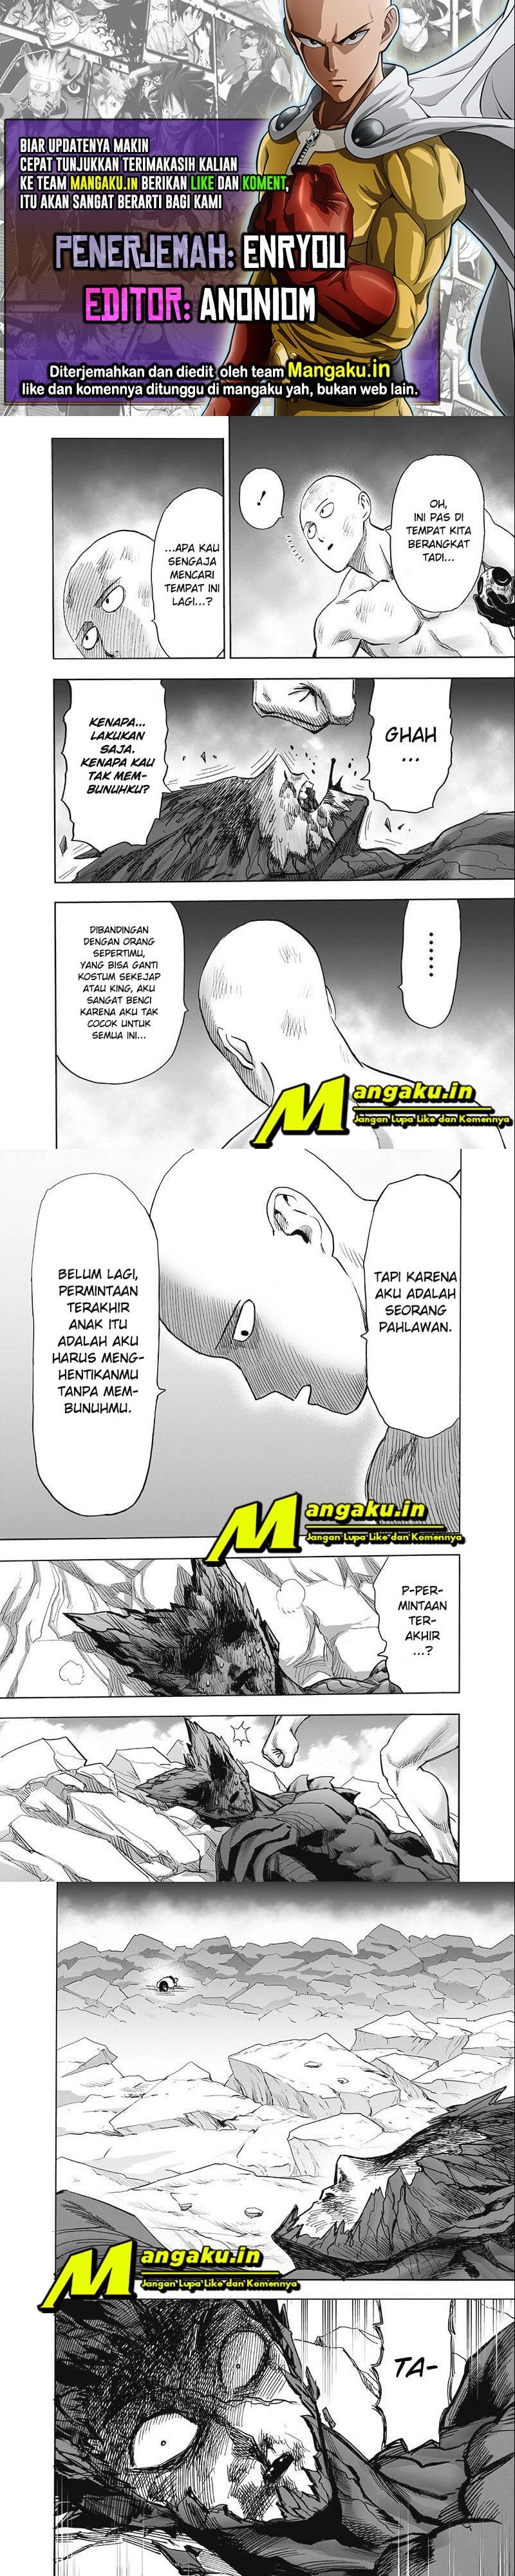 BIAR UPDATENYA MAKIN
CEPAT TUNJUKKAN TERIMAKASIH KALIAN
KE TEAM MANGAKU.in BERIKAN LIKE DAN KOMENT,
ITU AKAN SANGAT BERARTI BAGI KAMI
PENERJEMAH: ENRYOU
EDITOR: ANONIOM
Diterjemahkan dan diedit oleh team Mangaku.in
like dan komennya ditunggu di mangaku yah, bukan web lain.
OH,
INI PAS DI
TEMPAT KITA
BERANGKAT
TADI...
!
...APA KAU
SENGAJA
MENCARI
TEMPAT INI
LAGI...?
GHAH
...
KENAPA...
LAKUKAN
SAJA.
KENAPA KAU
TAK MEM-
BUNUHKU?
......
DIBANDINGAN
DENGAN ORANG
SEPERTIMU,
YANG BISA GANTI
KOSTUM SEKEJAP
ATAU KING, AKU
SANGAT BENCI
KARENA AKU TAK
COCOK UNTUK
SEMUA INI...
Mangaku.in
Jangan Lupa Like dan Komennya
TAPI KARENA
AKU ADALAH
SEORANG
PAHLAWAN.
BELUM LAGI,
PERMINTAAN
TERAKHIR
ANAK ITU
ADALAH AKU
HARUS MENG-
HENTIKANMU
TANPA MEM-
BUNUHMU.
Mangaku.in
Jangan Lupa Like dan Komennya
P-PER-
MINTAAN
TER-
AKHIR
...?
Mangaku.in
Jangan Lupa Like dan Komennya
TA-